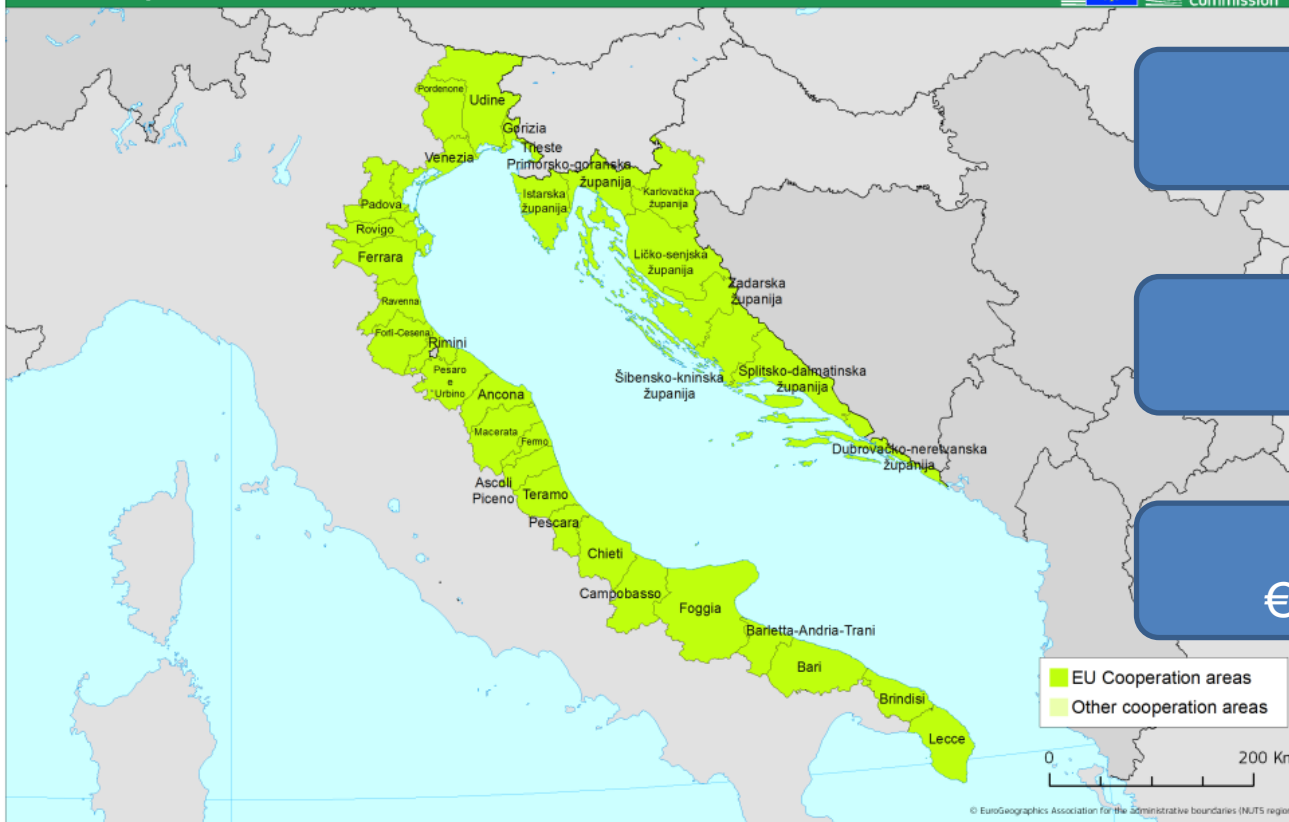 Commission
Pordenone
Udine
Gorizia
Trieste
Venezia
Primorsko-goranska
županija
Istarska
županija
Karlovačka
županija
Padova
Rovigo
Ferrara
Ličko-senjska
županija
Zadarska
županija
Ravenna
Forlì-Cesena
Rimini
Pesaro
e
Urbino
Ancona
Šibensko-kninska
županija
Splitsko-dalmatinska
županija
Macerata
Fermo
Dubrovačko-neretvanska
županija
Ascoli
Piceno
Teramo
Pescara
Chieti
Campobasso
Foggia
€
Barletta-Andria-Trani
Bari
Brindisi
Lecce
EU Cooperation areas
Other cooperation areas
0 200 Km
© EuroGeographics Association for the administrative boundaries (NUTS region